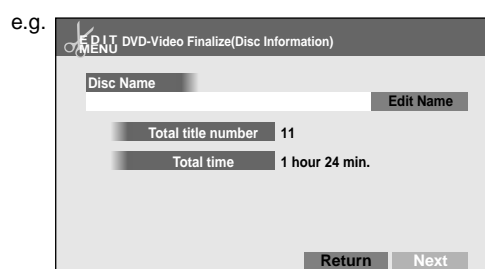 e.g.
EDIT
MENU DVD-Video Finalize(Disc Information)
Disc Name
Edit Name
Total title number 11
Total time 1 hour 24 min.
Return Next